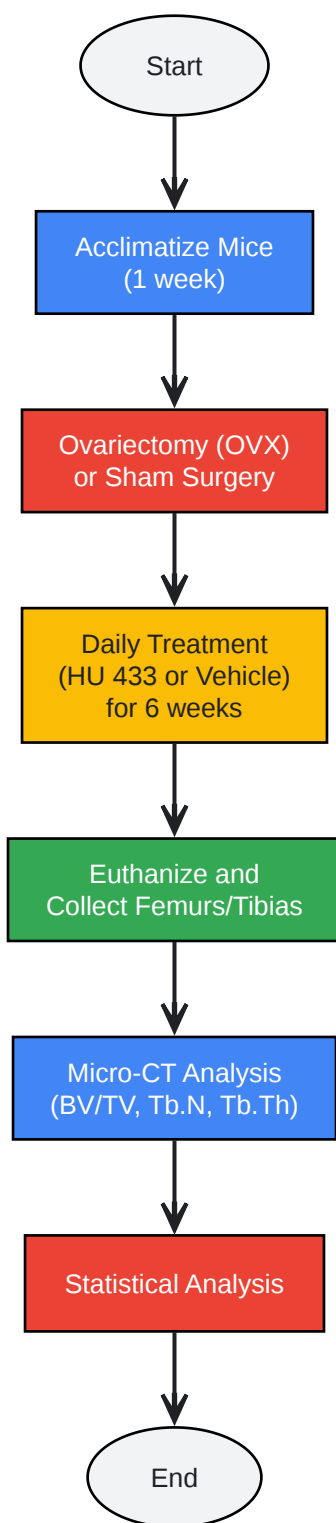 Start
Acclimatize Mice
(1 week)
Ovariectomy (OVX)
or Sham Surgery
Daily Treatment
(HU 433 or Vehicle)
for 6 weeks
Euthanize and
Collect Femurs/Tibias
Micro-CT Analysis
(BV/TV, Tb.N, Tb.Th)
Statistical Analysis
End